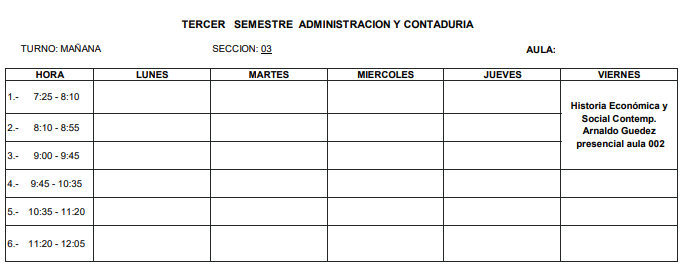 TERCER SEMESTRE ADMINISTRACION Y CONTADURIA
TURNO: MAÑANA SECCION: 03 AULA:
HORA LUNES MARTES MIERCOLES JUEVES VIERNES
1.- 7:25 - 8:10
2.- 8:10 - 8:55
3.- 9:00 - 9:45
Historia Económica y
Social Contemp.
Arnaldo Guedez
presencial aula 002
4.- 9:45 - 10:35
5.- 10:35 - 11:20
6.- 11:20 - 12:05